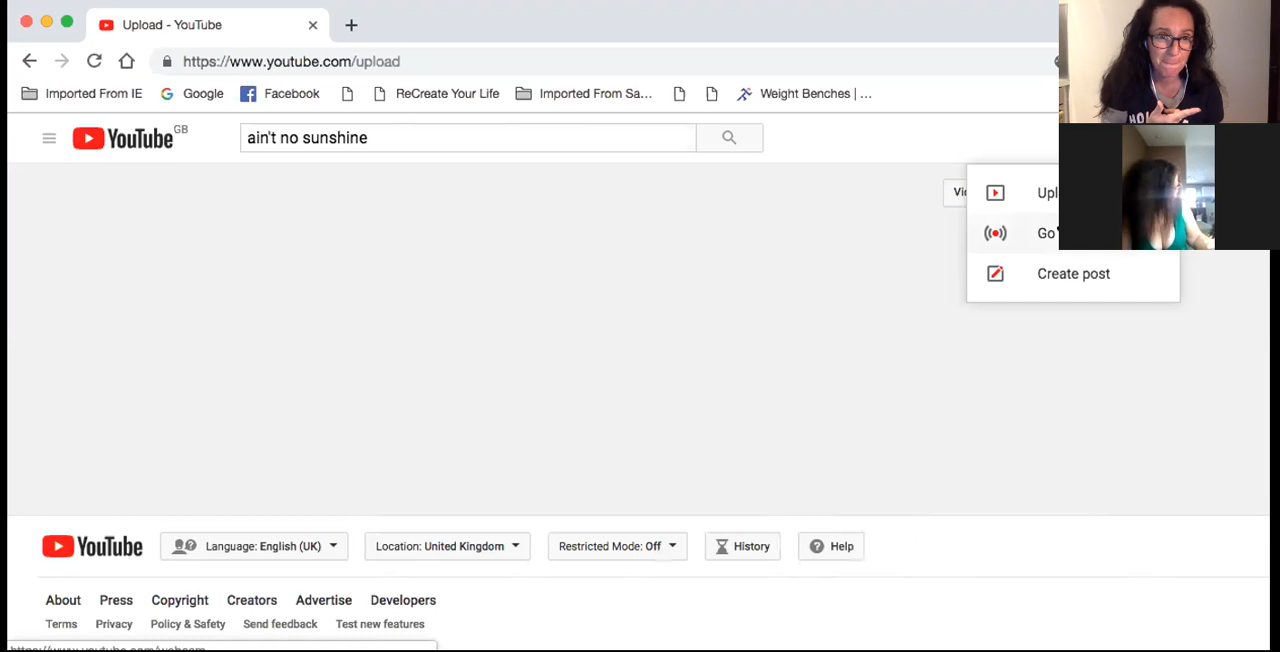 Upload - YouTube
https://www.youtube.com/upload
Imported From IE Google Facebook ReCreate Your Life Imported From Sa... Weight Benches | ...
YouTube GB
ain't no sunshine
Go
Create post
YouTube Language: English (UK) Location: United Kingdom Restricted Mode: Off History Help
About Press Copyright Creators Advertise Developers
Terms Privacy Policy & Safety Send feedback Test new features